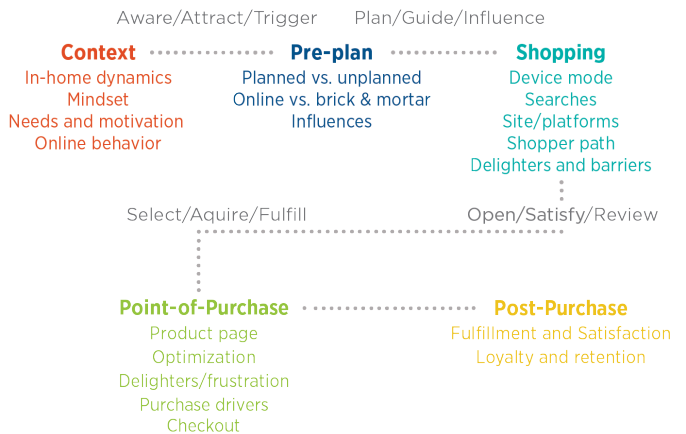 Aware/Attract/Trigger
Plan/Guide/Influence
Context
In-home dynamics
Mindset
Needs and motivation
Online behavior
Pre-plan
Planned vs. unplanned
Online vs. brick & mortar
Influences
Shopping
Device mode
Searches
Site/platforms
Shopper path
Delighters and barriers
Select/Aquire/Fulfill
Open/Satisfy/Review
Point-of-Purchase
Product page
Optimization
Delighters/frustration
Purchase drivers
Checkout
Post-Purchase
Fulfillment and Satisfaction
Loyalty and retention